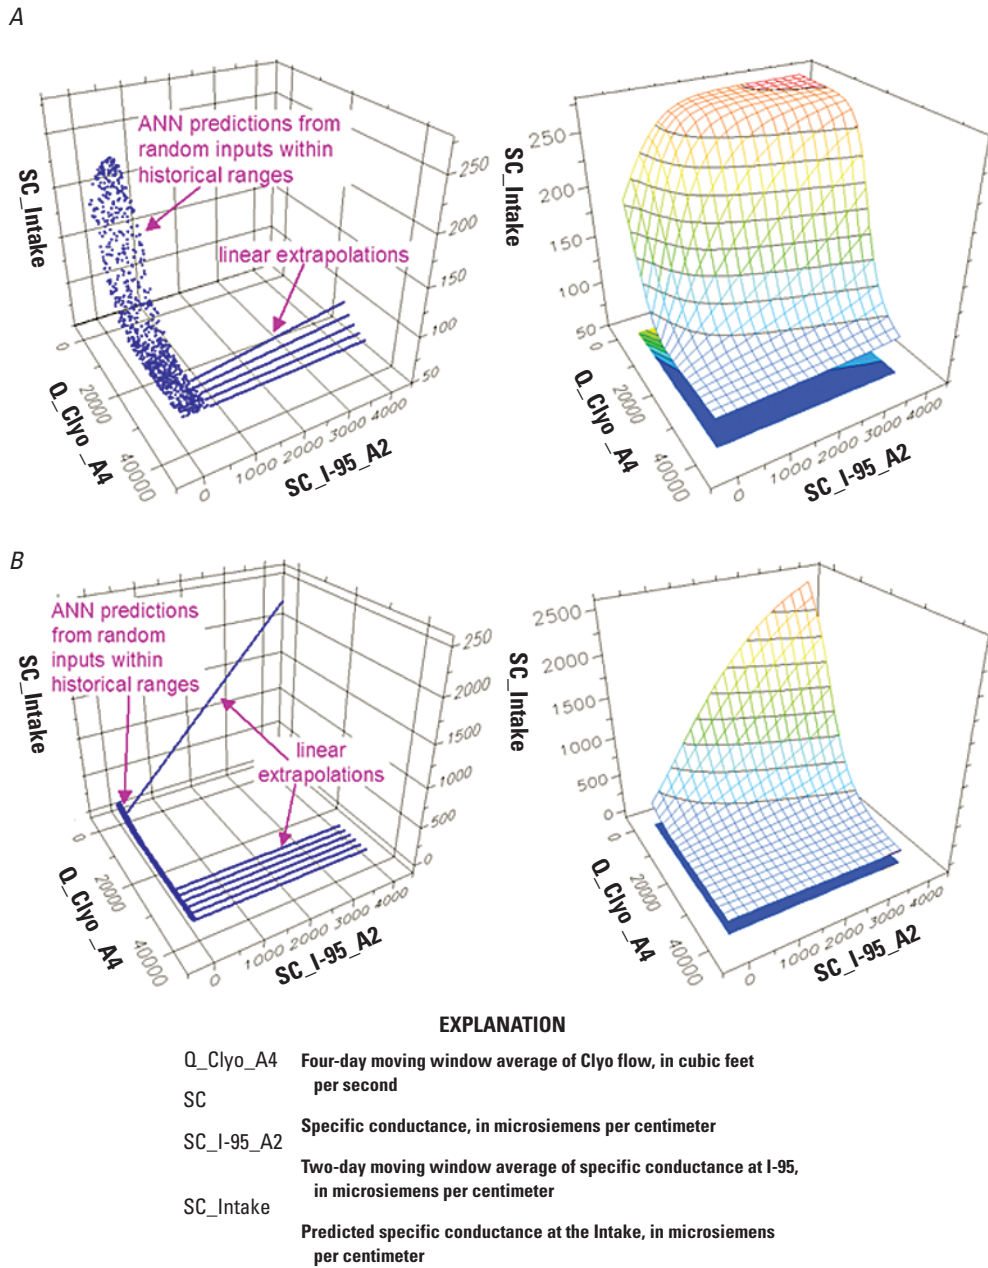 A
ANN predictions from
random inputs within
historical ranges
linear extrapolations
SC_Intake
250
200
150
100
50
0
20000
40000
Q_Clyo_A4
0
1000
2000
3000
4000
SC_I-95_A2
250
200
150
100
50
SC_Intake
0
20000
40000
Q_Clyo_A4
0
1000
2000
3000
4000
SC_I-95_A2
B
ANN predictions
from random
inputs within
historical ranges
linear
extrapolations
SC_Intake
250
2000
1500
1000
500
0
0
20000
40000
Q_Clyo_A4
0
1000
2000
3000
4000
SC_I-95_A2
2500
2000
1500
1000
500
0
SC_Intake
0
20000
40000
Q_Clyo_A4
0
1000
2000
3000
4000
SC_I-95_A2
EXPLANATION
Q_Clyo_A4 Four-day moving window average of Clyo flow, in cubic feet
per second
SC
Specific conductance, in microsiemens per centimeter
SC_I-95_A2
Two-day moving window average of specific conductance at I-95,
in microsiemens per centimeter
SC_Intake
Predicted specific conductance at the Intake, in microsiemens
per centimeter